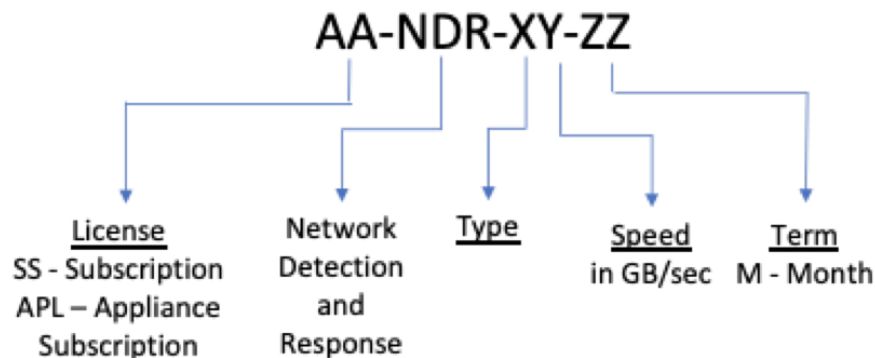 AA-NDR-XY-ZZ
License
SS - Subscription
APL – Appliance
Subscription
Network
Detection
and
Response
Type
Speed
in GB/sec
Term
M - Month